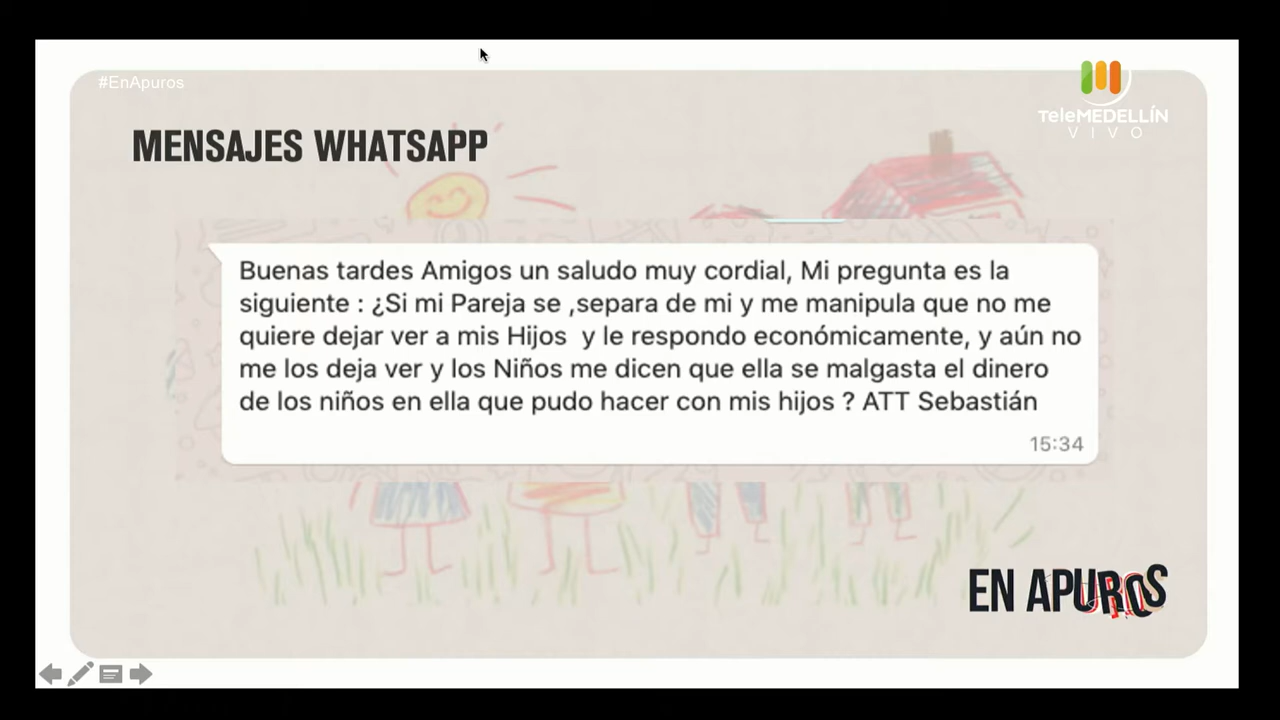 #EnApuros
TeleMEDELLÍN
VIVO
MENSAJES WHATSAPP
Buenas tardes Amigos un saludo muy cordial, Mi pregunta es la
siguiente : ¿Si mi Pareja se ,separa de mi y me manipula que no me
quiere dejar ver a mis Hijos  y le respondo económicamente, y aún no
me los deja ver y los Niños me dicen que ella se malgasta el dinero
de los niños en ella que pudo hacer con mis hijos ? ATT Sebastián
15:34
EN APUROS